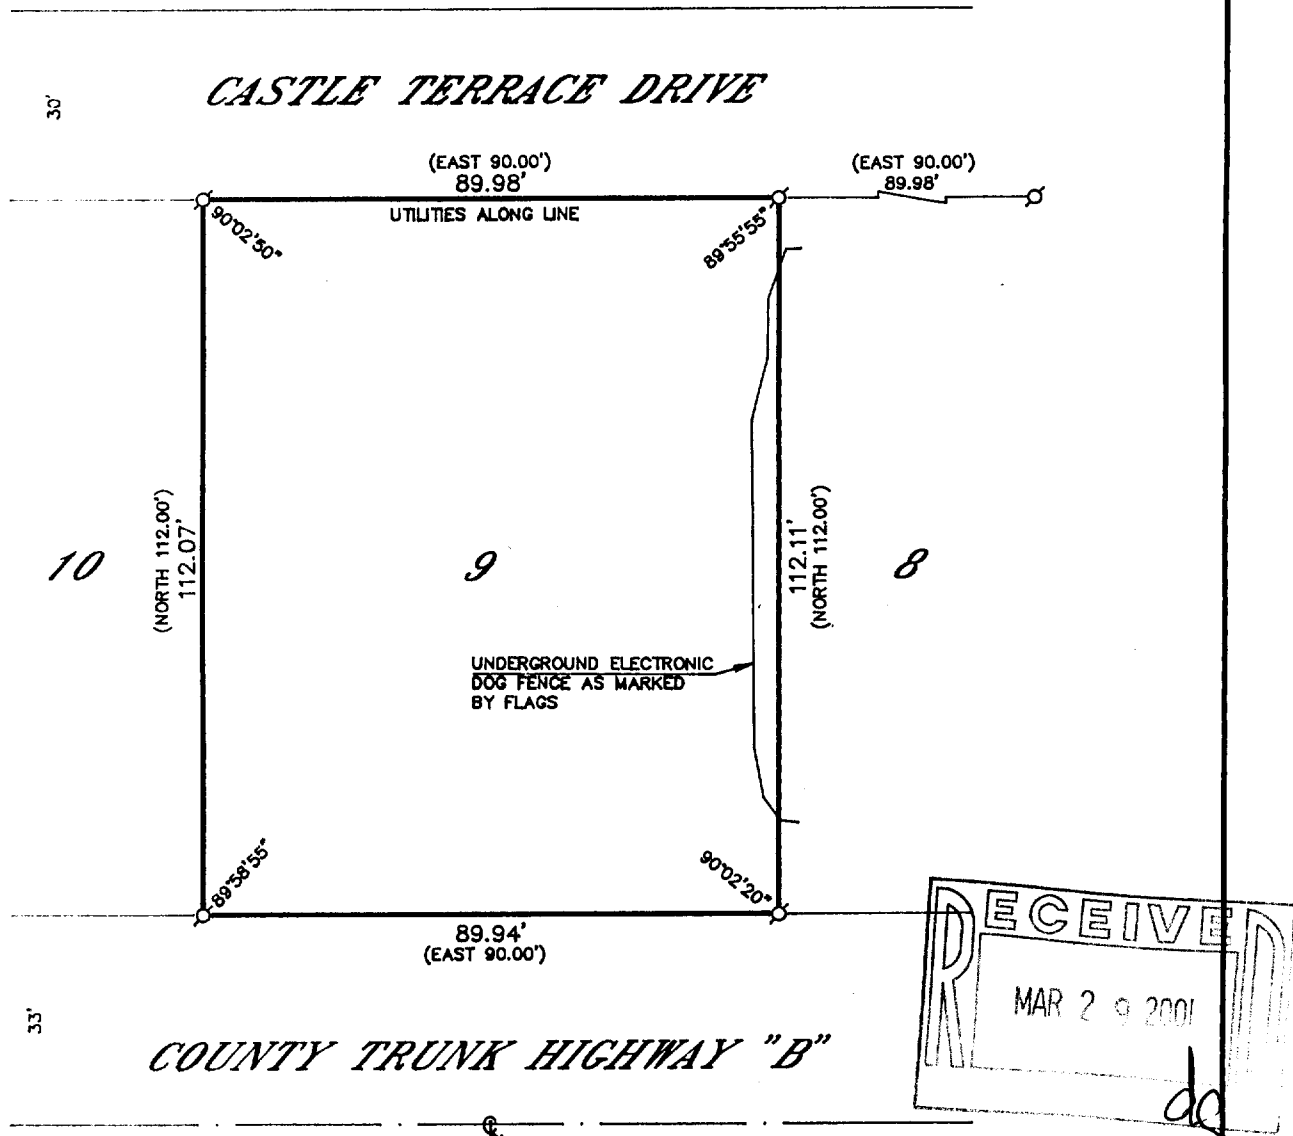 30'
CASTLE TERRACE DRIVE
(EAST 90.00')
89.98'
UTILITIES ALONG LINE
(EAST 90.00')
89.98'
90°02'50"
89°55'55"
(NORTH 112.00')
112.07'
112.11'
(NORTH 112.00')
10
9
8
UNDERGROUND ELECTRONIC
DOG FENCE AS MARKED
BY FLAGS
89°58'55"
90°02'20"
89.94'
(EAST 90.00')
RECEIVED
MAR 29 2001
33'
COUNTY TRUNK HIGHWAY "B"